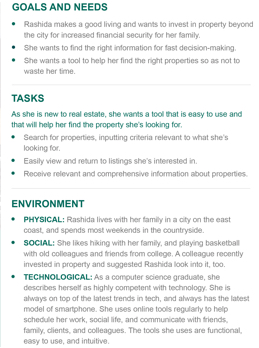 GOALS AND NEEDS
• Rashida makes a good living and wants to invest in property beyond
the city for increased financial security for her family.
• She wants to find the right information for fast decision-making.
• She wants a tool to help her find the right properties so as not to
waste her time.
TASKS
As she is new to real estate, she wants a tool that is easy to use and
that will help her find the property she's looking for.
• Search for properties, inputting criteria relevant to what she's
looking for.
• Easily view and return to listings she's interested in.
• Receive relevant and comprehensive information about properties.
ENVIRONMENT
• PHYSICAL: Rashida lives with her family in a city on the east
coast, and spends most weekends in the countryside.
• SOCIAL: She likes hiking with her family, and playing basketball
with old colleagues and friends from college. A colleague recently
invested in property and suggested Rashida look into it, too.
• TECHNOLOGICAL: As a computer science graduate, she
describes herself as highly competent with technology. She is
always on top of the latest trends in tech, and always has the latest
model of smartphone. She uses online tools regularly to help
schedule her work, social life, and communicate with friends,
family, clients, and colleagues. The tools she uses are functional,
easy to use, and intuitive.